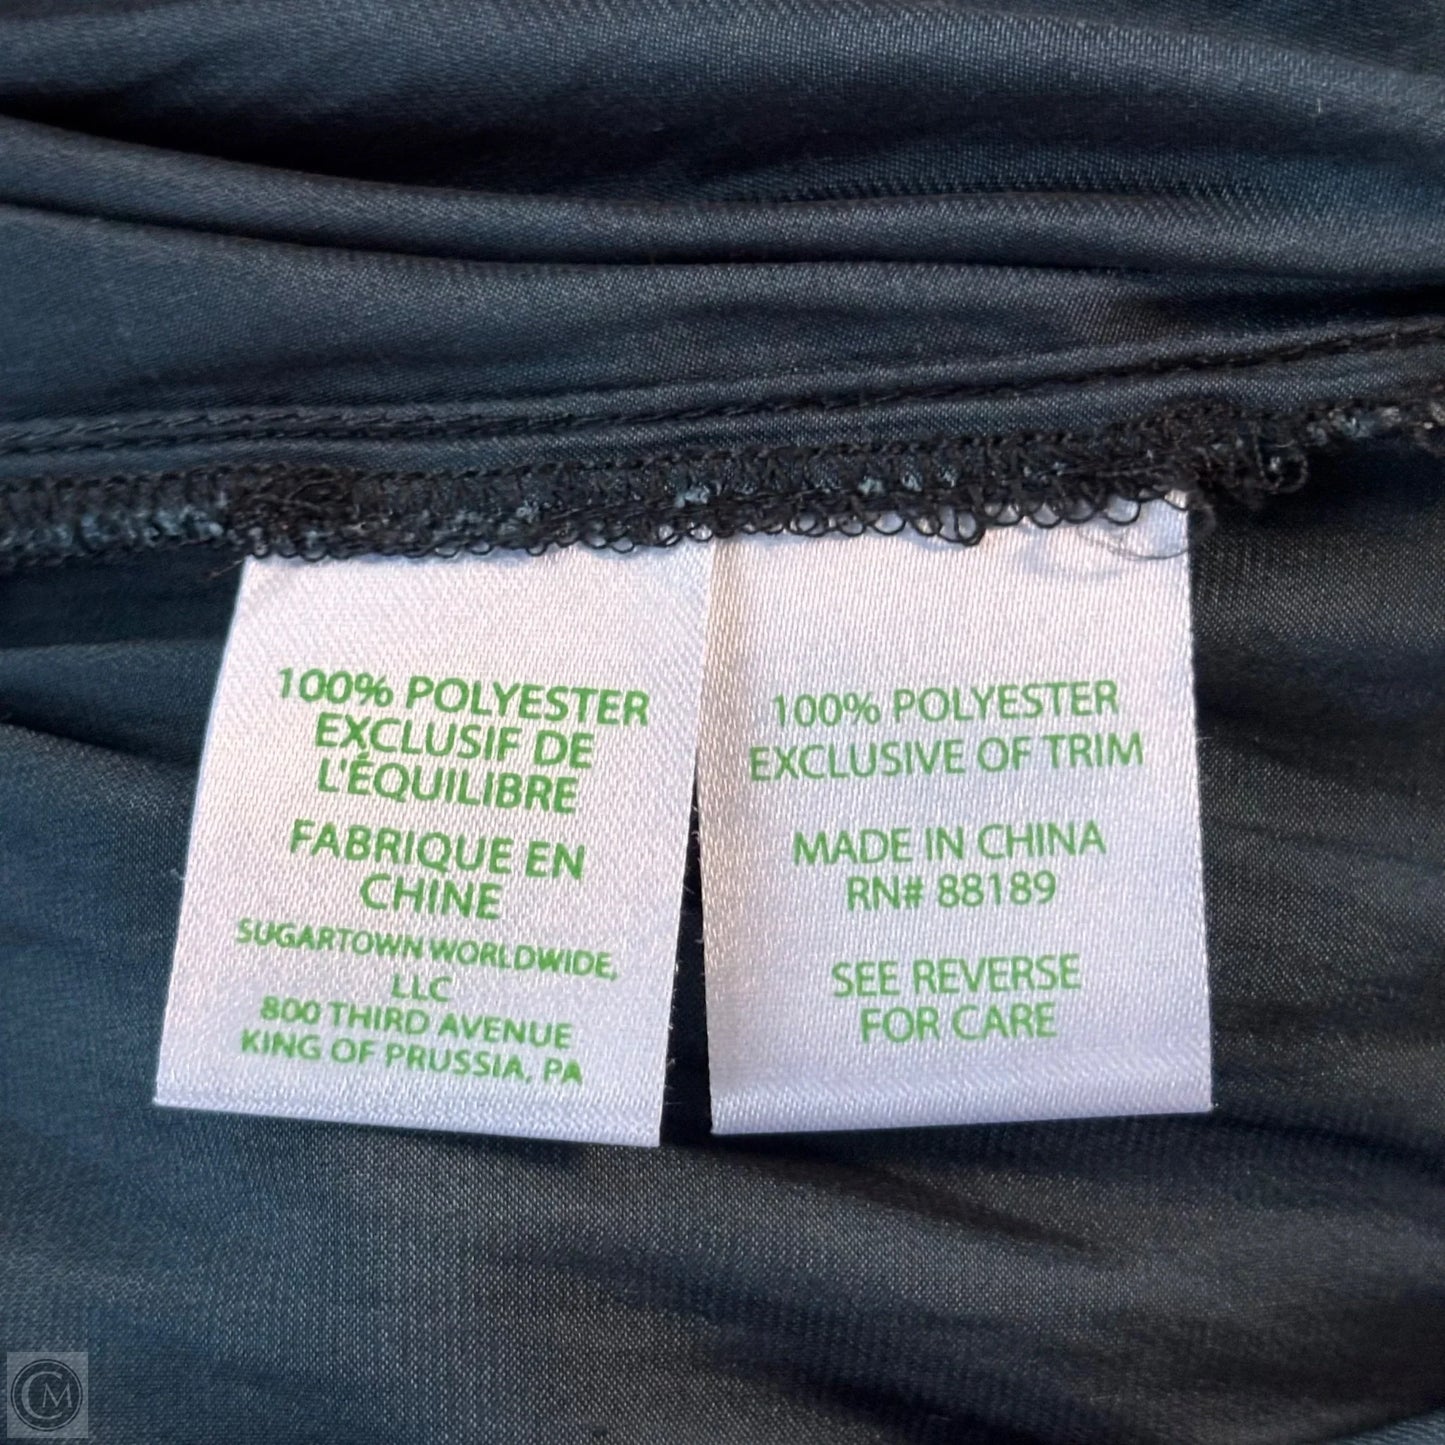 100% POLYESTER
EXCLUSIF DE
L'ÉQUILIBRE
FABRIQUE EN
CHINE
SUGARTOWN WORLDWIDE,
LLC
800 THIRD AVENUE
KING OF PRUSSIA, PA
100% POLYESTER
EXCLUSIVE OF TRIM
MADE IN CHINA
RN# 88189
SEE REVERSE
FOR CARE
CM